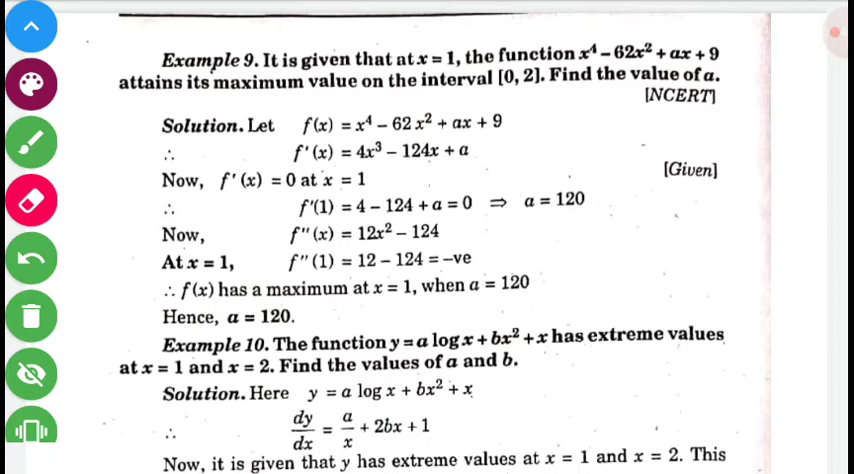 Example 9. It is given that at x = 1, the function x⁴ – 62x² + ax + 9
attains its maximum value on the interval [0, 2]. Find the value of a.
[NCERT]
Solution. Let f(x) = x⁴ – 62 x² + ax + 9
∴ f'(x) = 4x³ – 124x + a
Now, f'(x) = 0 at x = 1 [Given]
∴ f'(1) = 4 – 124 + a = 0 ⇒ a = 120
Now, f''(x) = 12x² – 124
At x = 1, f''(1) = 12 – 124 = –ve
∴ f(x) has a maximum at x = 1, when a = 120
Hence, a = 120.
Example 10. The function y = a log x + bx² + x has extreme values
at x = 1 and x = 2. Find the values of a and b.
Solution. Here y = a log x + bx² + x
∴ dy/dx = a/x + 2bx + 1
Now, it is given that y has extreme values at x = 1 and x = 2. This